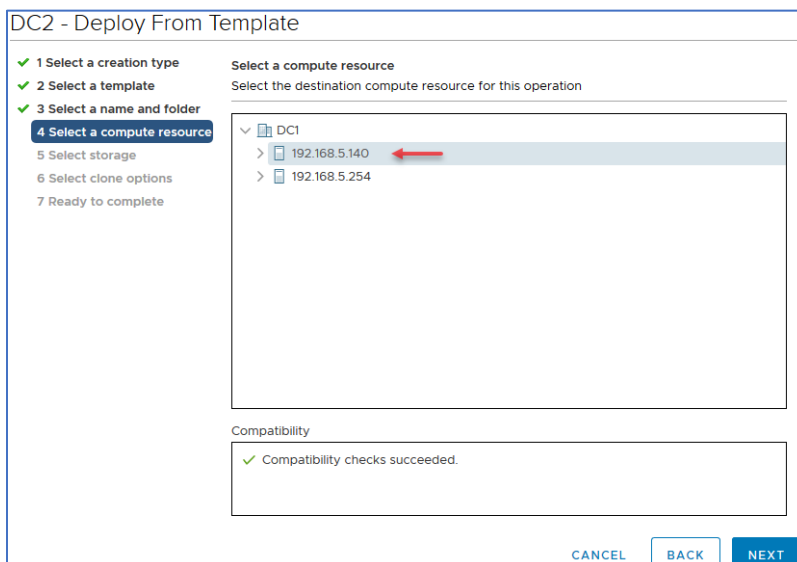 DC2 - Deploy From Template
1 Select a creation type
2 Select a template
3 Select a name and folder
4 Select a compute resource
5 Select storage
6 Select clone options
7 Ready to complete
Select a compute resource
Select the destination compute resource for this operation
DC1
192.168.5.140
192.168.5.254
Compatibility
Compatibility checks succeeded.
CANCEL
BACK
NEXT